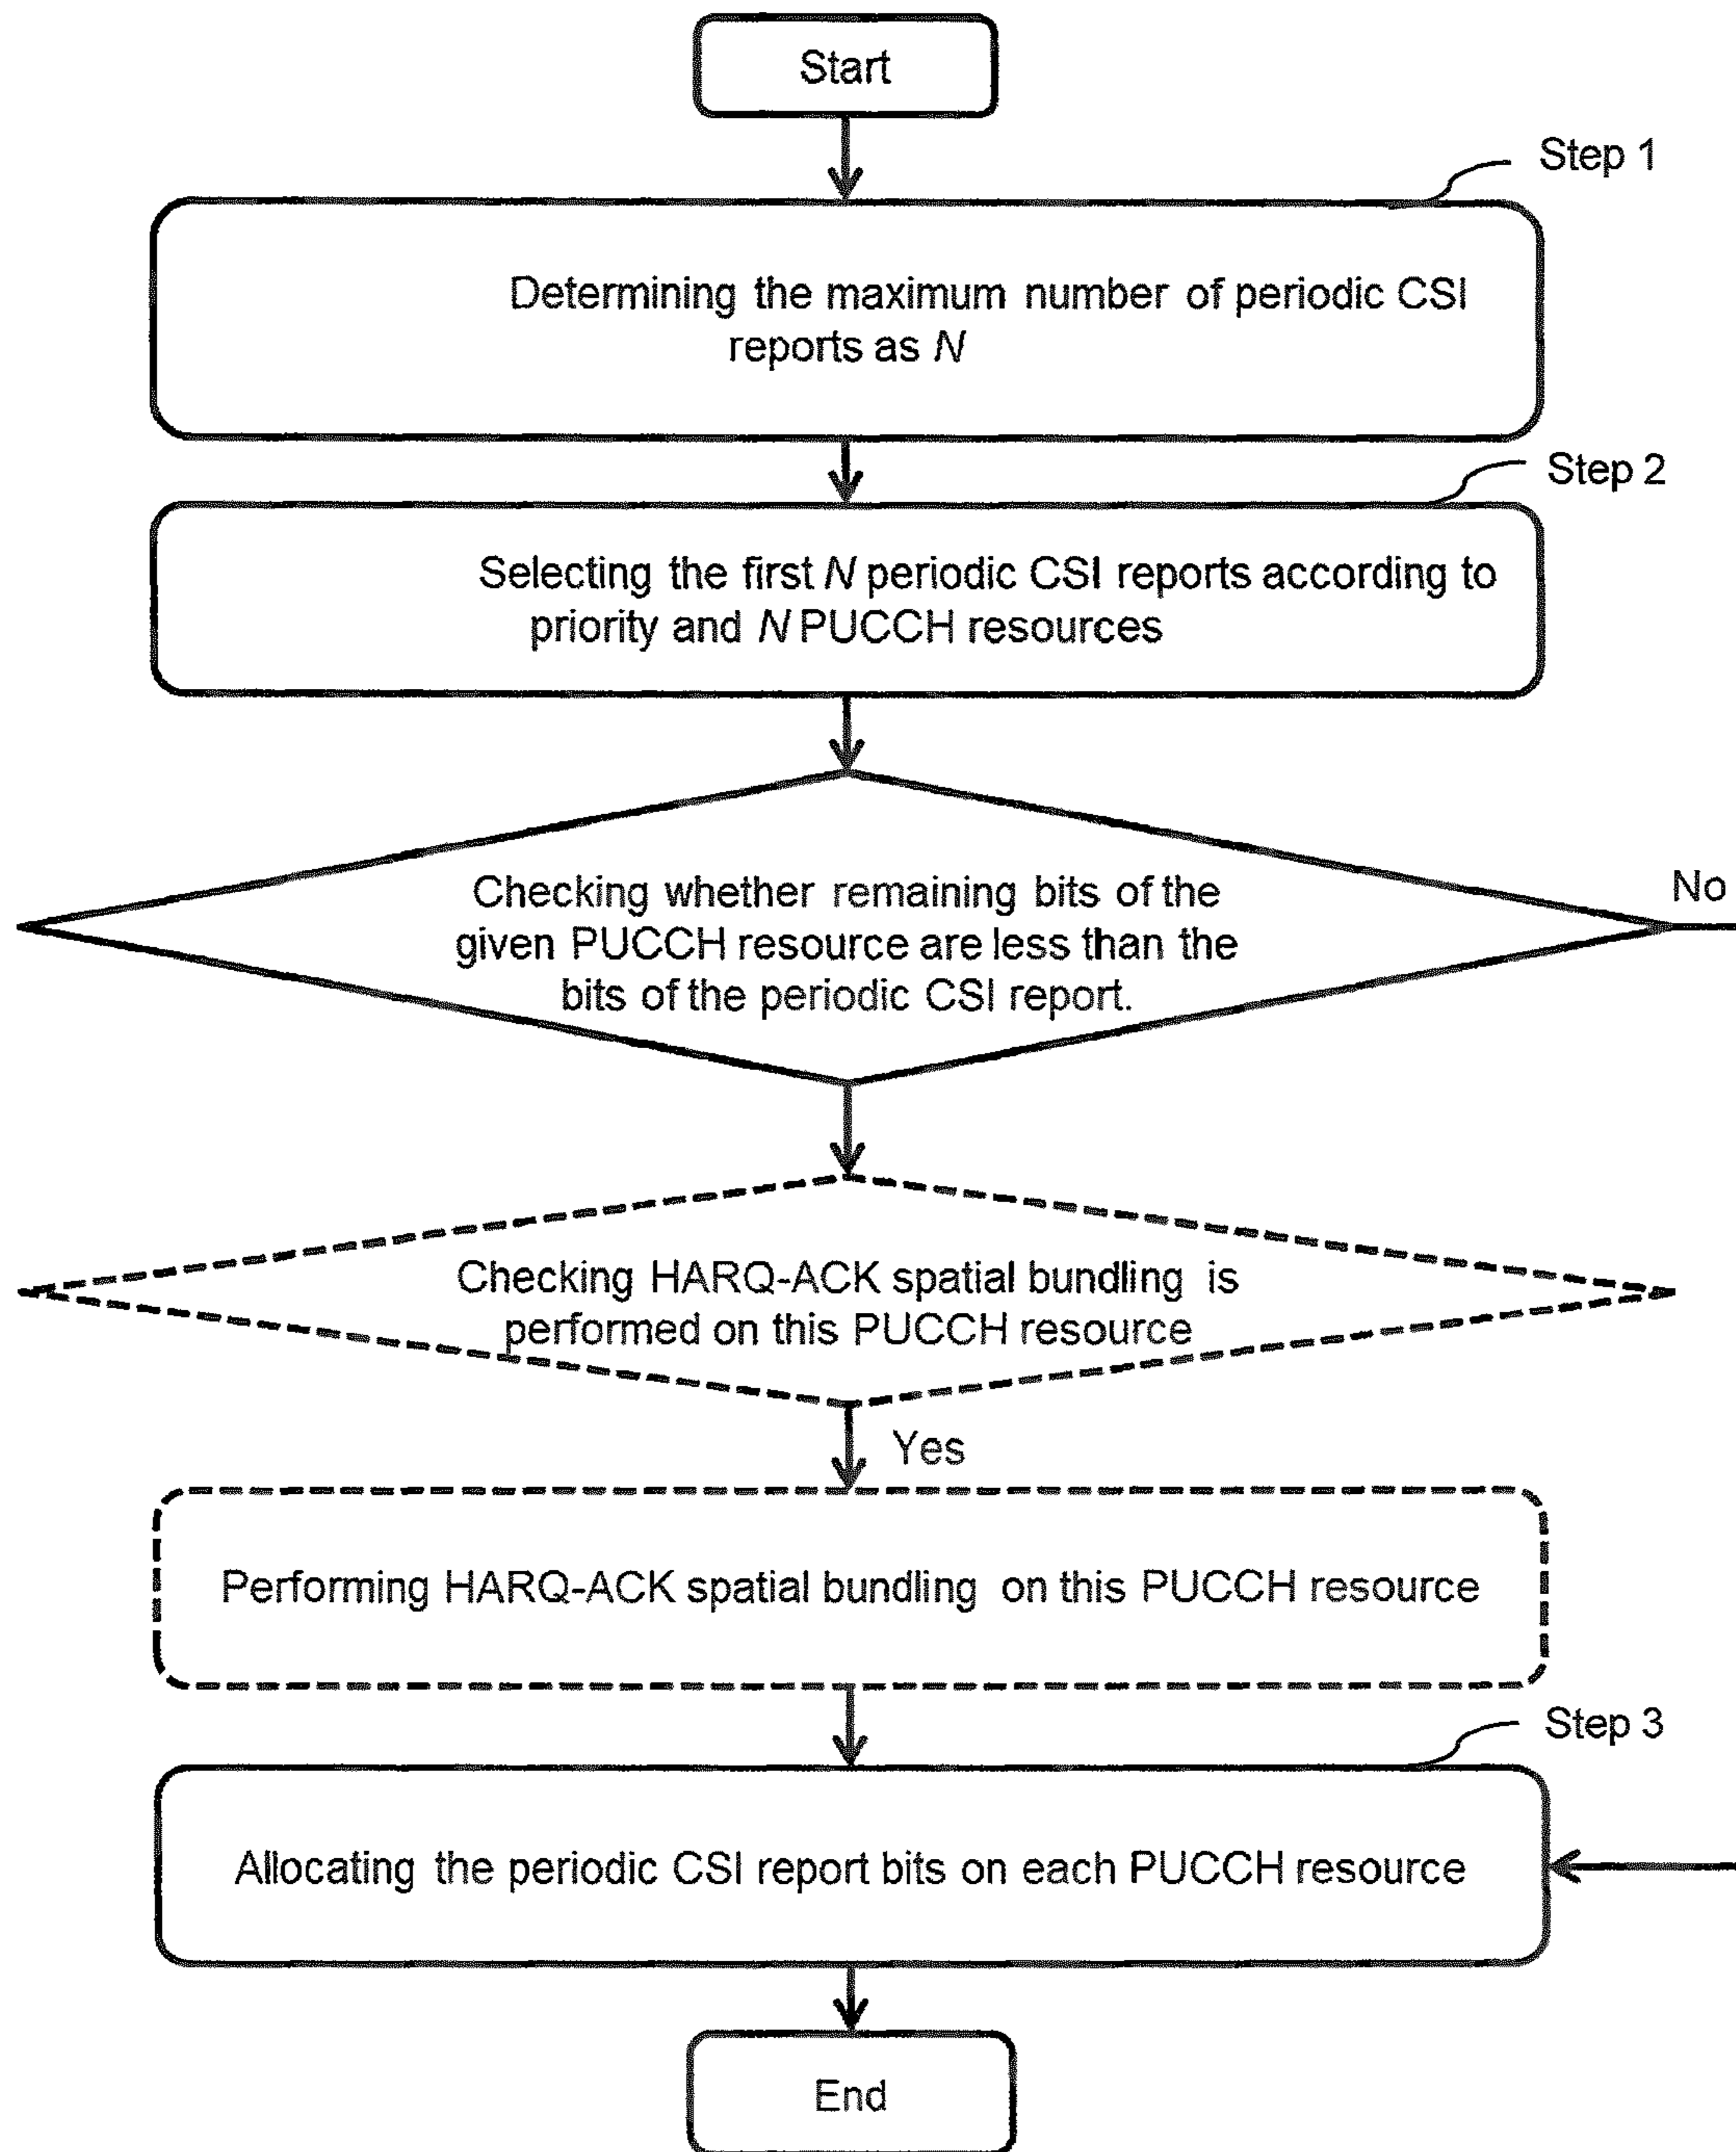 Start
Step 1
Determining the maximum number of periodic CSI
reports as N
Step 2
Selecting the first N periodic CSI reports according to
priority and N PUCCH resources
Checking whether remaining bits of the
given PUCCH resource are less than the
bits of the periodic CSI report.
No
Checking HARQ-ACK spatial bundling is
performed on this PUCCH resource
Yes
Performing HARQ-ACK spatial bundling on this PUCCH resource
Step 3
Allocating the periodic CSI report bits on each PUCCH resource
End